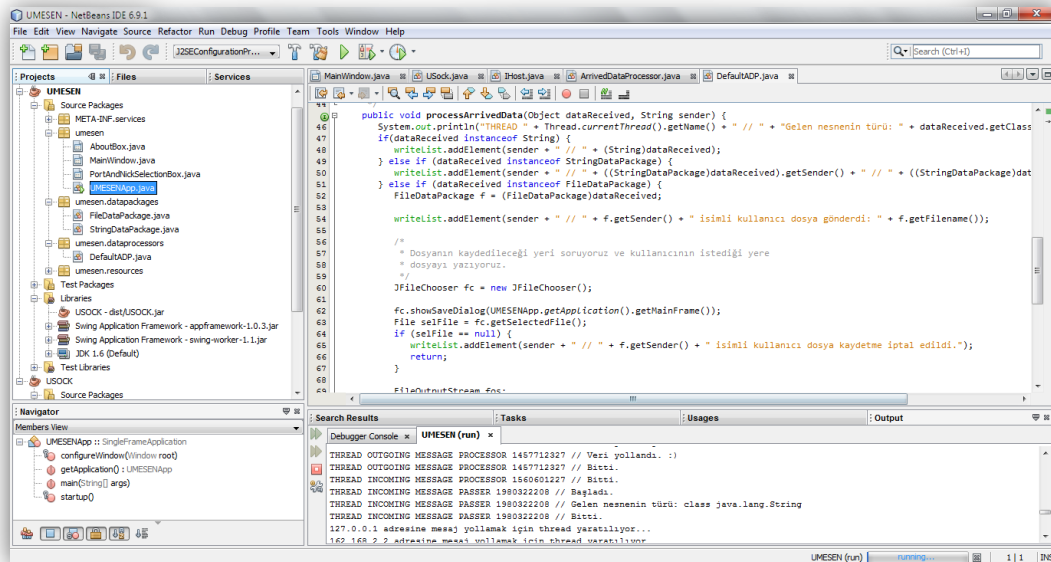 UMESEN - NetBeans IDE 6.9.1
File Edit View Navigate Source Refactor Run Debug Profile Team Tools Window Help
J2SEConfigurationPr...
Search (Ctrl+I)
Projects
Files
Services
UMESEN
Source Packages
META-INF.services
umesen
AboutBox.java
MainWindow.java
PortAndNickSelectionBox.java
UMESENApp.java
umesen.datapackages
FileDataPackage.java
StringDataPackage.java
umesen.dataprocessors
DefaultADP.java
umesen.resources
Test Packages
Libraries
USOCK - dist/USOCK.jar
Swing Application Framework - appframework-1.0.3.jar
Swing Application Framework - swing-worker-1.1.jar
JDK 1.6 (Default)
Test Libraries
USOCK
Source Packages
Navigator
Members View
UMESENApp :: SingleFrameApplication
configureWindow(Window root)
getApplication() : UMESENApp
main(String[] args)
startup()
MainWindow.java USock.java IHost.java ArrivedDataProcessor.java DefaultADP.java
44 */
public void processArrivedData(Object dataReceived, String sender) {
46 System.out.println("THREAD " + Thread.currentThread().getName() + " // " + "Gelen nesnenin türü: " + dataReceived.getClass
47 if(dataReceived instanceof String) {
48 writeList.addElement(sender + " // " + (String)dataReceived);
49 } else if (dataReceived instanceof StringDataPackage) {
50 writeList.addElement(sender + " // " + ((StringDataPackage)dataReceived).getSender() + " // " + ((StringDataPackage)dat
51 } else if (dataReceived instanceof FileDataPackage) {
52 FileDataPackage f = (FileDataPackage)dataReceived;
53
54 writeList.addElement(sender + " // " + f.getSender() + " isimli kullanıcı dosya gönderdi: " + f.getFilename());
55
56 /*
57 * Dosyanın kaydedileceği yeri soruyoruz ve kullanıcının istediği yere
58 * dosyayı yazıyoruz.
59 */
60 JFileChooser fc = new JFileChooser();
61
62 fc.showSaveDialog(UMESENApp.getApplication().getMainFrame());
63 File selFile = fc.getSelectedFile();
64 if (selFile == null) {
65 writeList.addElement(sender + " // " + f.getSender() + " isimli kullanıcı dosya kaydetme iptal edildi.");
66 return;
67 }
68
69 FileOutputStream fos;
Search Results
Tasks
Usages
Output
Debugger Console
UMESEN (run)
THREAD OUTGOING MESSAGE PROCESSOR 1457712327 // Veri yollandı. :)
THREAD OUTGOING MESSAGE PROCESSOR 1457712327 // Bitti.
THREAD INCOMING MESSAGE PROCESSOR 1560601227 // Bitti.
THREAD INCOMING MESSAGE PASSER 1980322208 // Başladı.
THREAD INCOMING MESSAGE PASSER 1980322208 // Gelen nesnenin türü: class java.lang.String
THREAD INCOMING MESSAGE PASSER 1980322208 // Bitti.
127.0.0.1 adresine mesaj yollamak için thread yaratılıyor...
162.168.2.2 adresine mesaj yollamak için thread yaratılıyor
UMESEN (run)
running...
1 | 1
INS